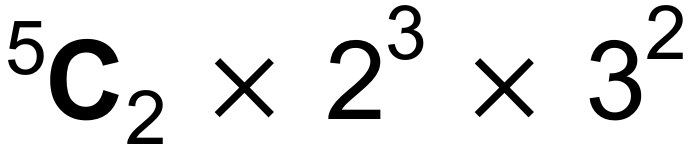 ⁵C₂ × 2³ × 3²